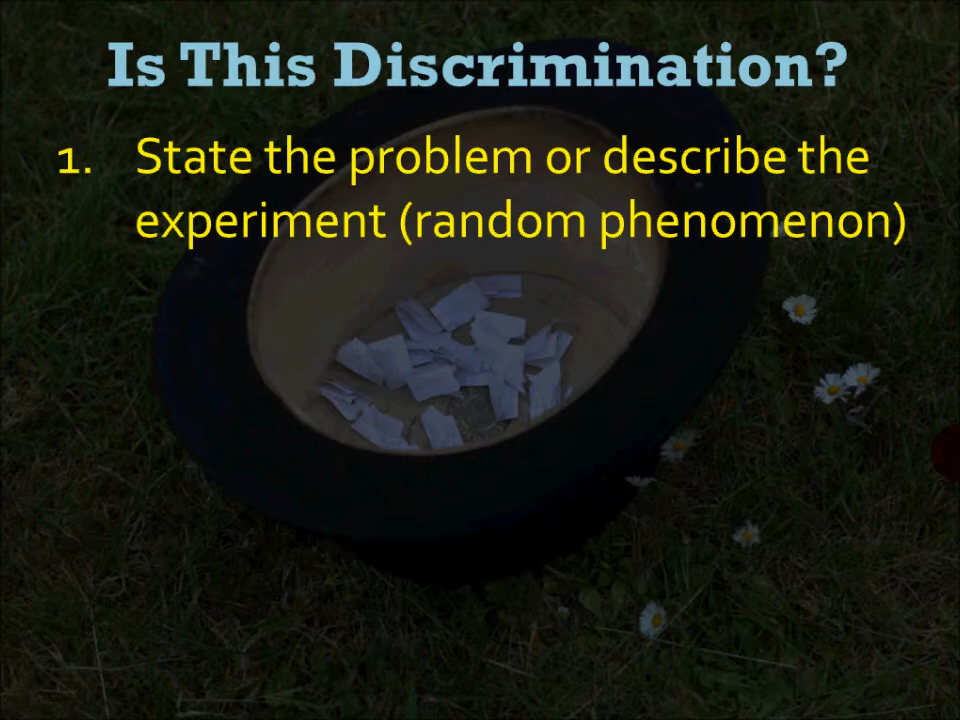 Is This Discrimination?
1. State the problem or describe the
experiment (random phenomenon)